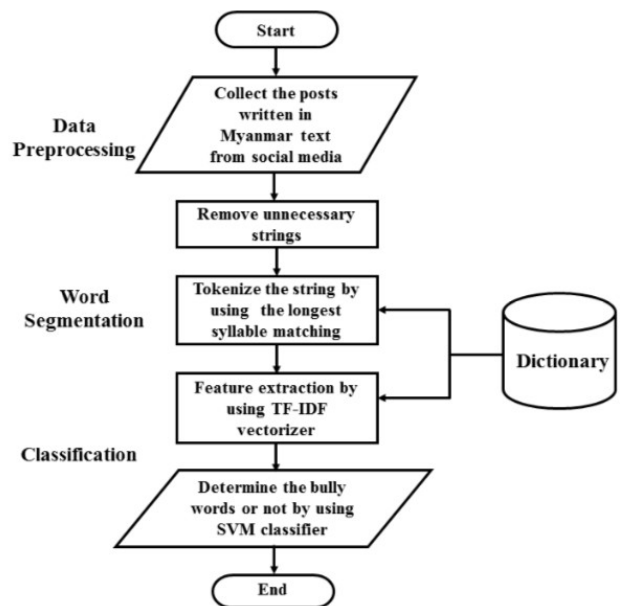 Start
Collect the posts
written in
Myanmar text
from social media
Data
Preprocessing
Remove unnecessary
strings
Tokenize the string by
using the longest
syllable matching
Word
Segmentation
Dictionary
Feature extraction by
using TF-IDF
vectorizer
Classification
Determine the bully
words or not by using
SVM classifier
End